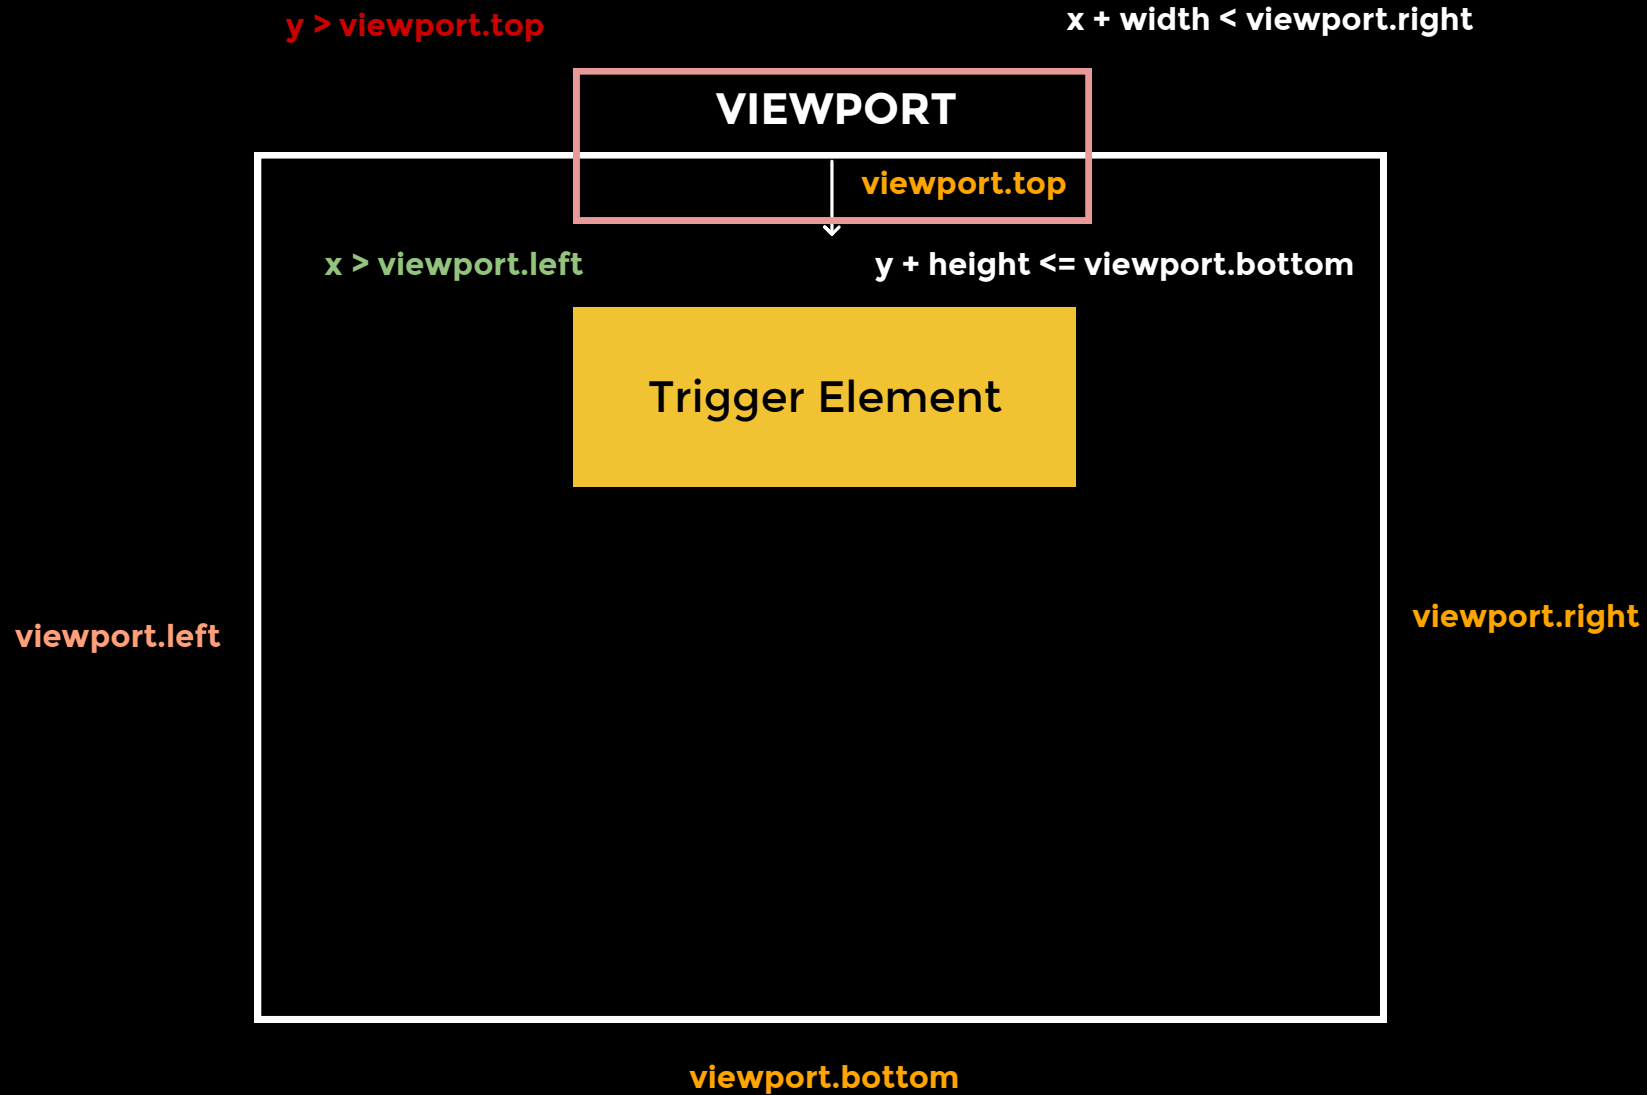 y > viewport.top
x + width < viewport.right
VIEWPORT
viewport.top
x > viewport.left
y + height <= viewport.bottom
Trigger Element
viewport.left
viewport.right
viewport.bottom